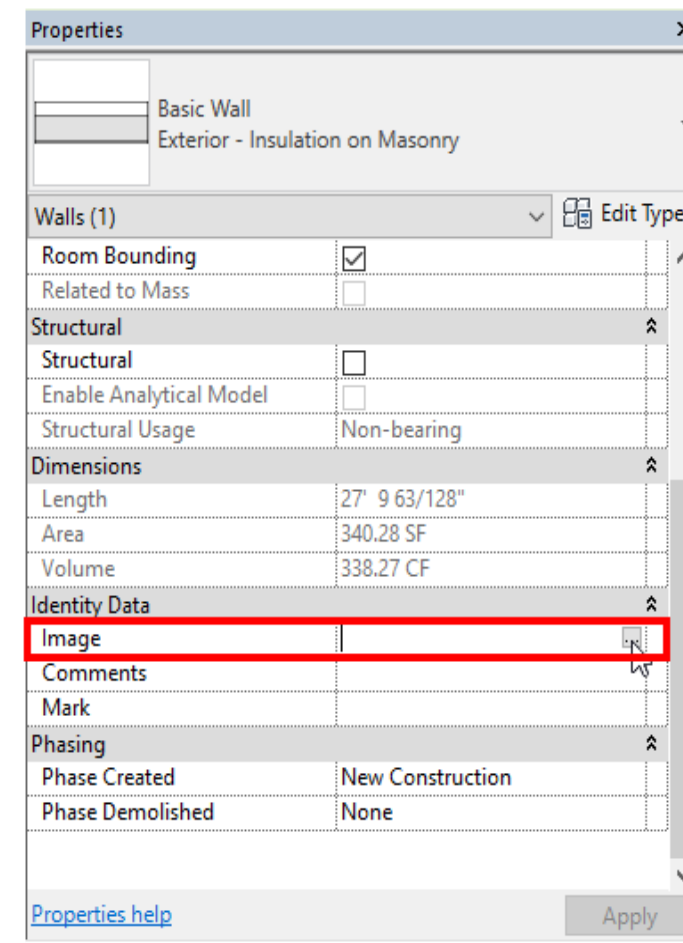 Properties
Basic Wall
Exterior - Insulation on Masonry
Walls (1) Edit Type
Room Bounding
Related to Mass
Structural
Structural
Enable Analytical Model
Structural Usage Non-bearing
Dimensions
Length 27' 9 63/128"
Area 340.28 SF
Volume 338.27 CF
Identity Data
Image ...
Comments
Mark
Phasing
Phase Created New Construction
Phase Demolished None
Properties help Apply